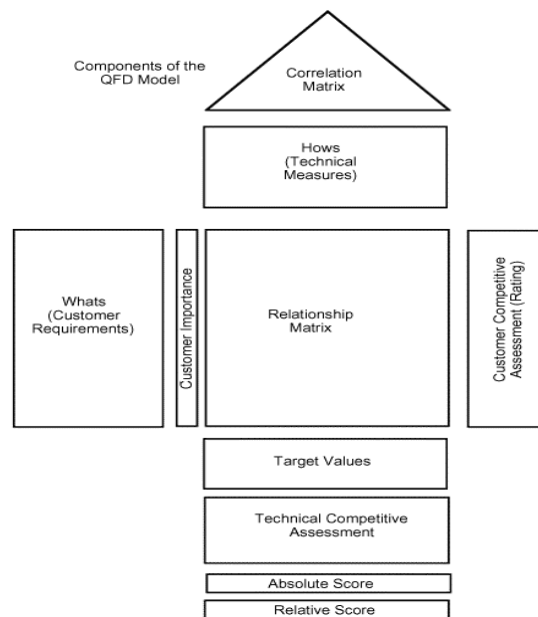 Components of the
QFD Model
Correlation
Matrix
Hows
(Technical
Measures)
Whats
(Customer
Requirements)
Customer Importance
Relationship
Matrix
Customer Competitive
Assessment (Rating)
Target Values
Technical Competitive
Assessment
Absolute Score
Relative Score